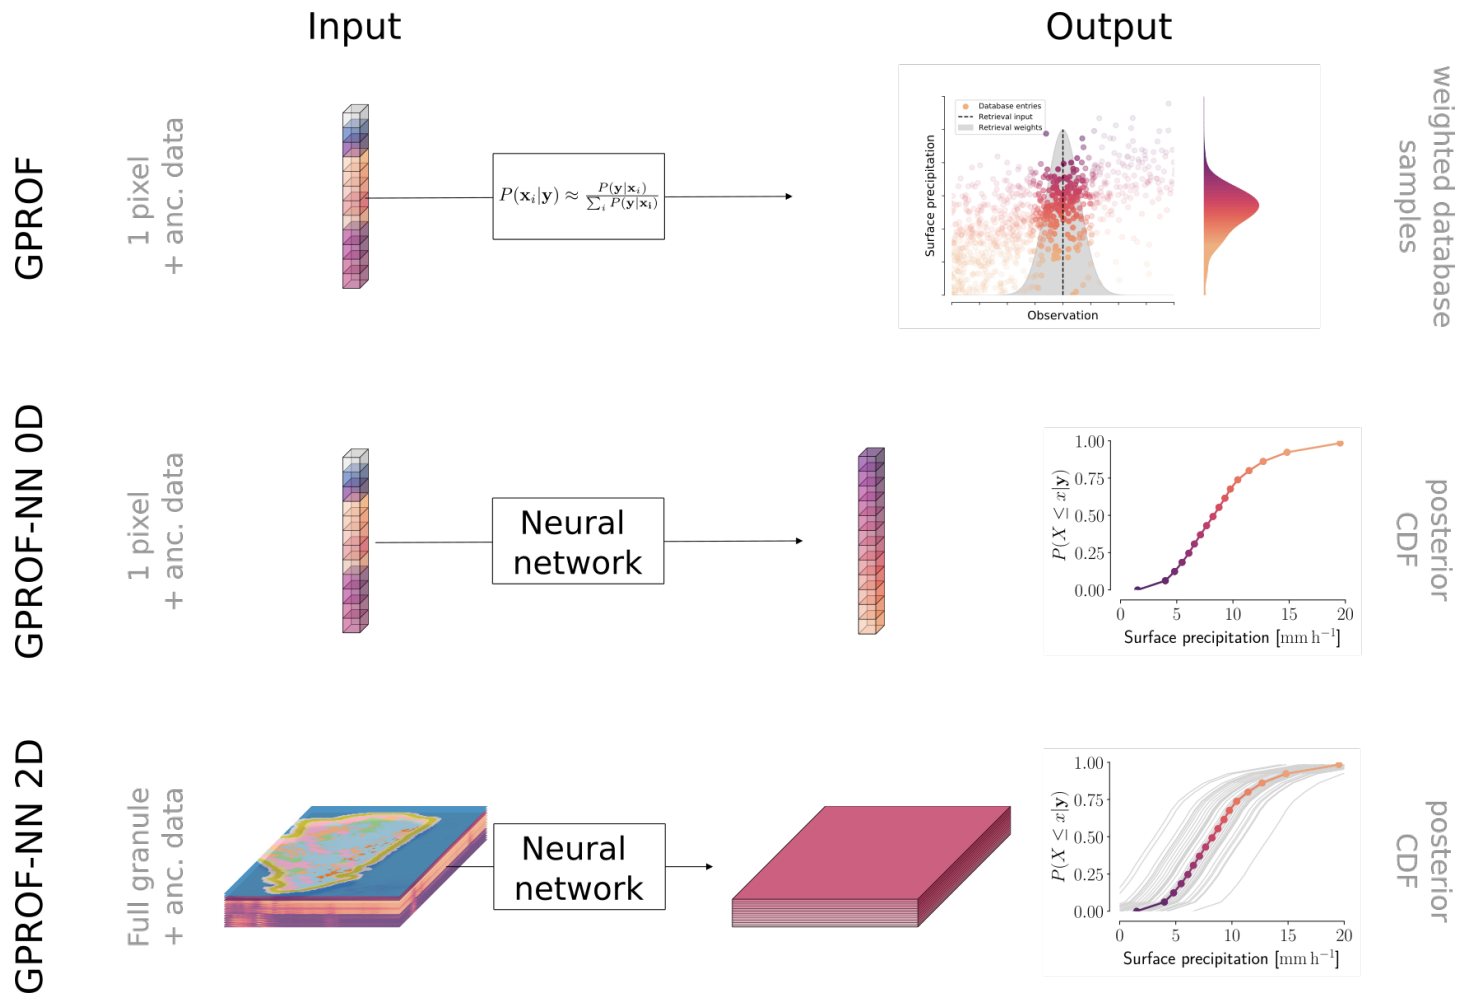 Input
Output
GPROF
1 pixel
+ anc. data
P(𝐱ᵢ|𝐲) ≈ P(𝐲|𝐱ᵢ) / ∑ᵢ P(𝐲|𝐱ᵢ)
Surface precipitation
Database entries
Retrieval input
Retrieval weights
Observation
weighted database
samples
GPROF-NN 0D
1 pixel
+ anc. data
Neural
network
P(X ≤ x|𝐲)
1.00
0.75
0.50
0.25
0.00
0 5 10 15 20
Surface precipitation [mm h⁻¹]
posterior
CDF
GPROF-NN 2D
Full granule
+ anc. data
Neural
network
P(X ≤ x|𝐲)
1.00
0.75
0.50
0.25
0.00
0 5 10 15 20
Surface precipitation [mm h⁻¹]
posterior
CDF